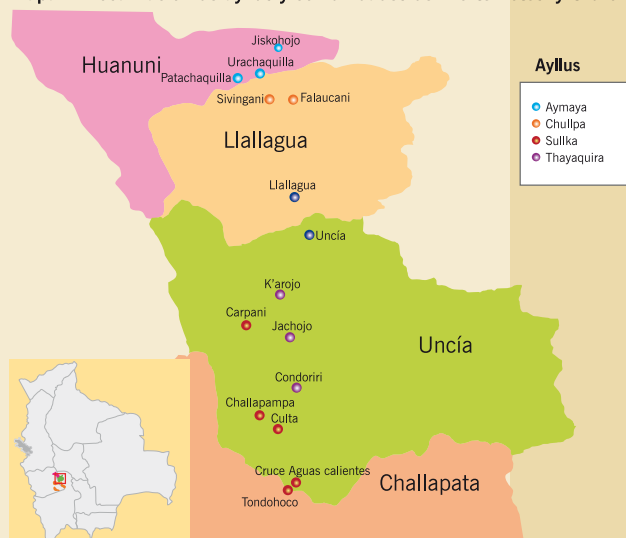 Jiskohojo
Huanuni
Urachaquilla
Patachaquilla
Sivingani
Falaucani
Llallagua
Llallagua
Uncía
K'arojo
Carpani
Jachojo
Uncía
Condoriri
Challapampa
Culta
Cruce Aguas calientes
Challapata
Tondohoco
Ayllus
Aymaya
Chullpa
Sullka
Thayaquira